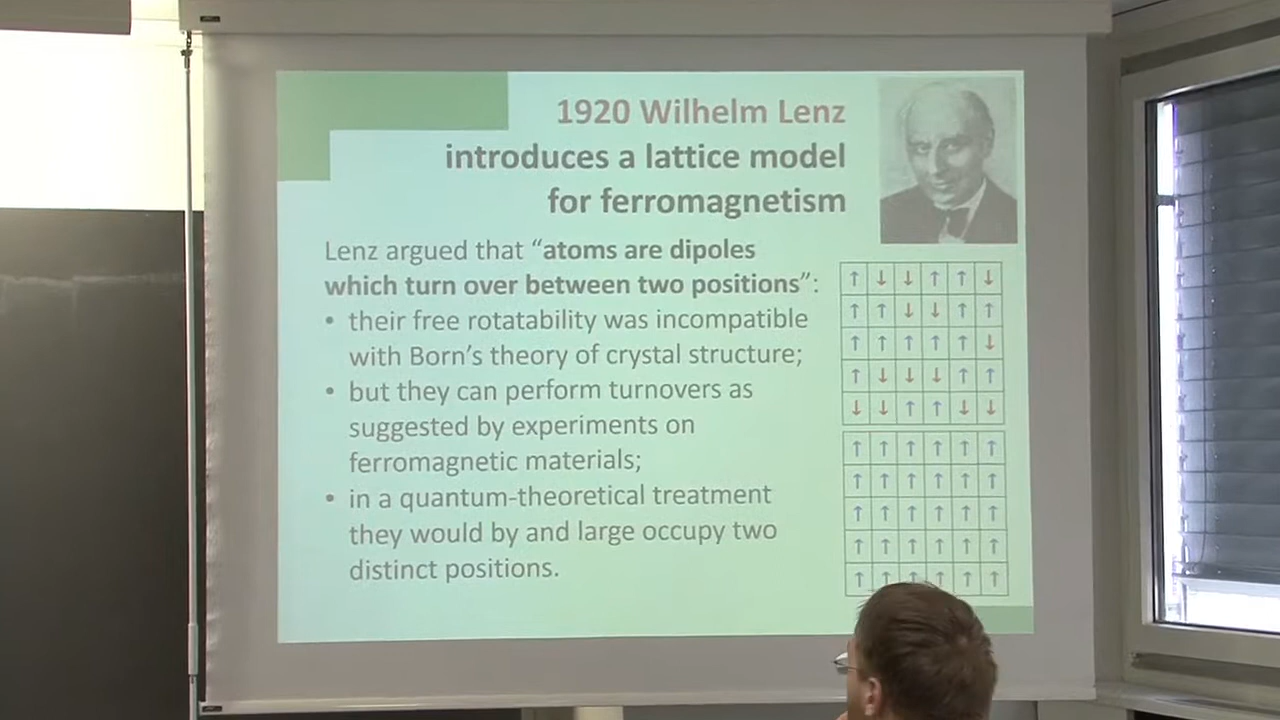 1920 Wilhelm Lenz
introduces a lattice model
for ferromagnetism
Lenz argued that “atoms are dipoles
which turn over between two positions”:
• their free rotatability was incompatible
with Born’s theory of crystal structure;
• but they can perform turnovers as
suggested by experiments on
ferromagnetic materials;
• in a quantum-theoretical treatment
they would by and large occupy two
distinct positions.
↑ ↓ ↓ ↑ ↑ ↓
↑ ↑ ↓ ↓ ↑ ↑
↑ ↑ ↑ ↑ ↑ ↓
↑ ↓ ↓ ↓ ↑ ↑
↓ ↓ ↑ ↑ ↓ ↓
↑ ↑ ↑ ↑ ↑ ↑
↑ ↑ ↑ ↑ ↑ ↑
↑ ↑ ↑ ↑ ↑ ↑
↑ ↑ ↑ ↑ ↑ ↑
↑ ↑ ↑ ↑ ↑ ↑